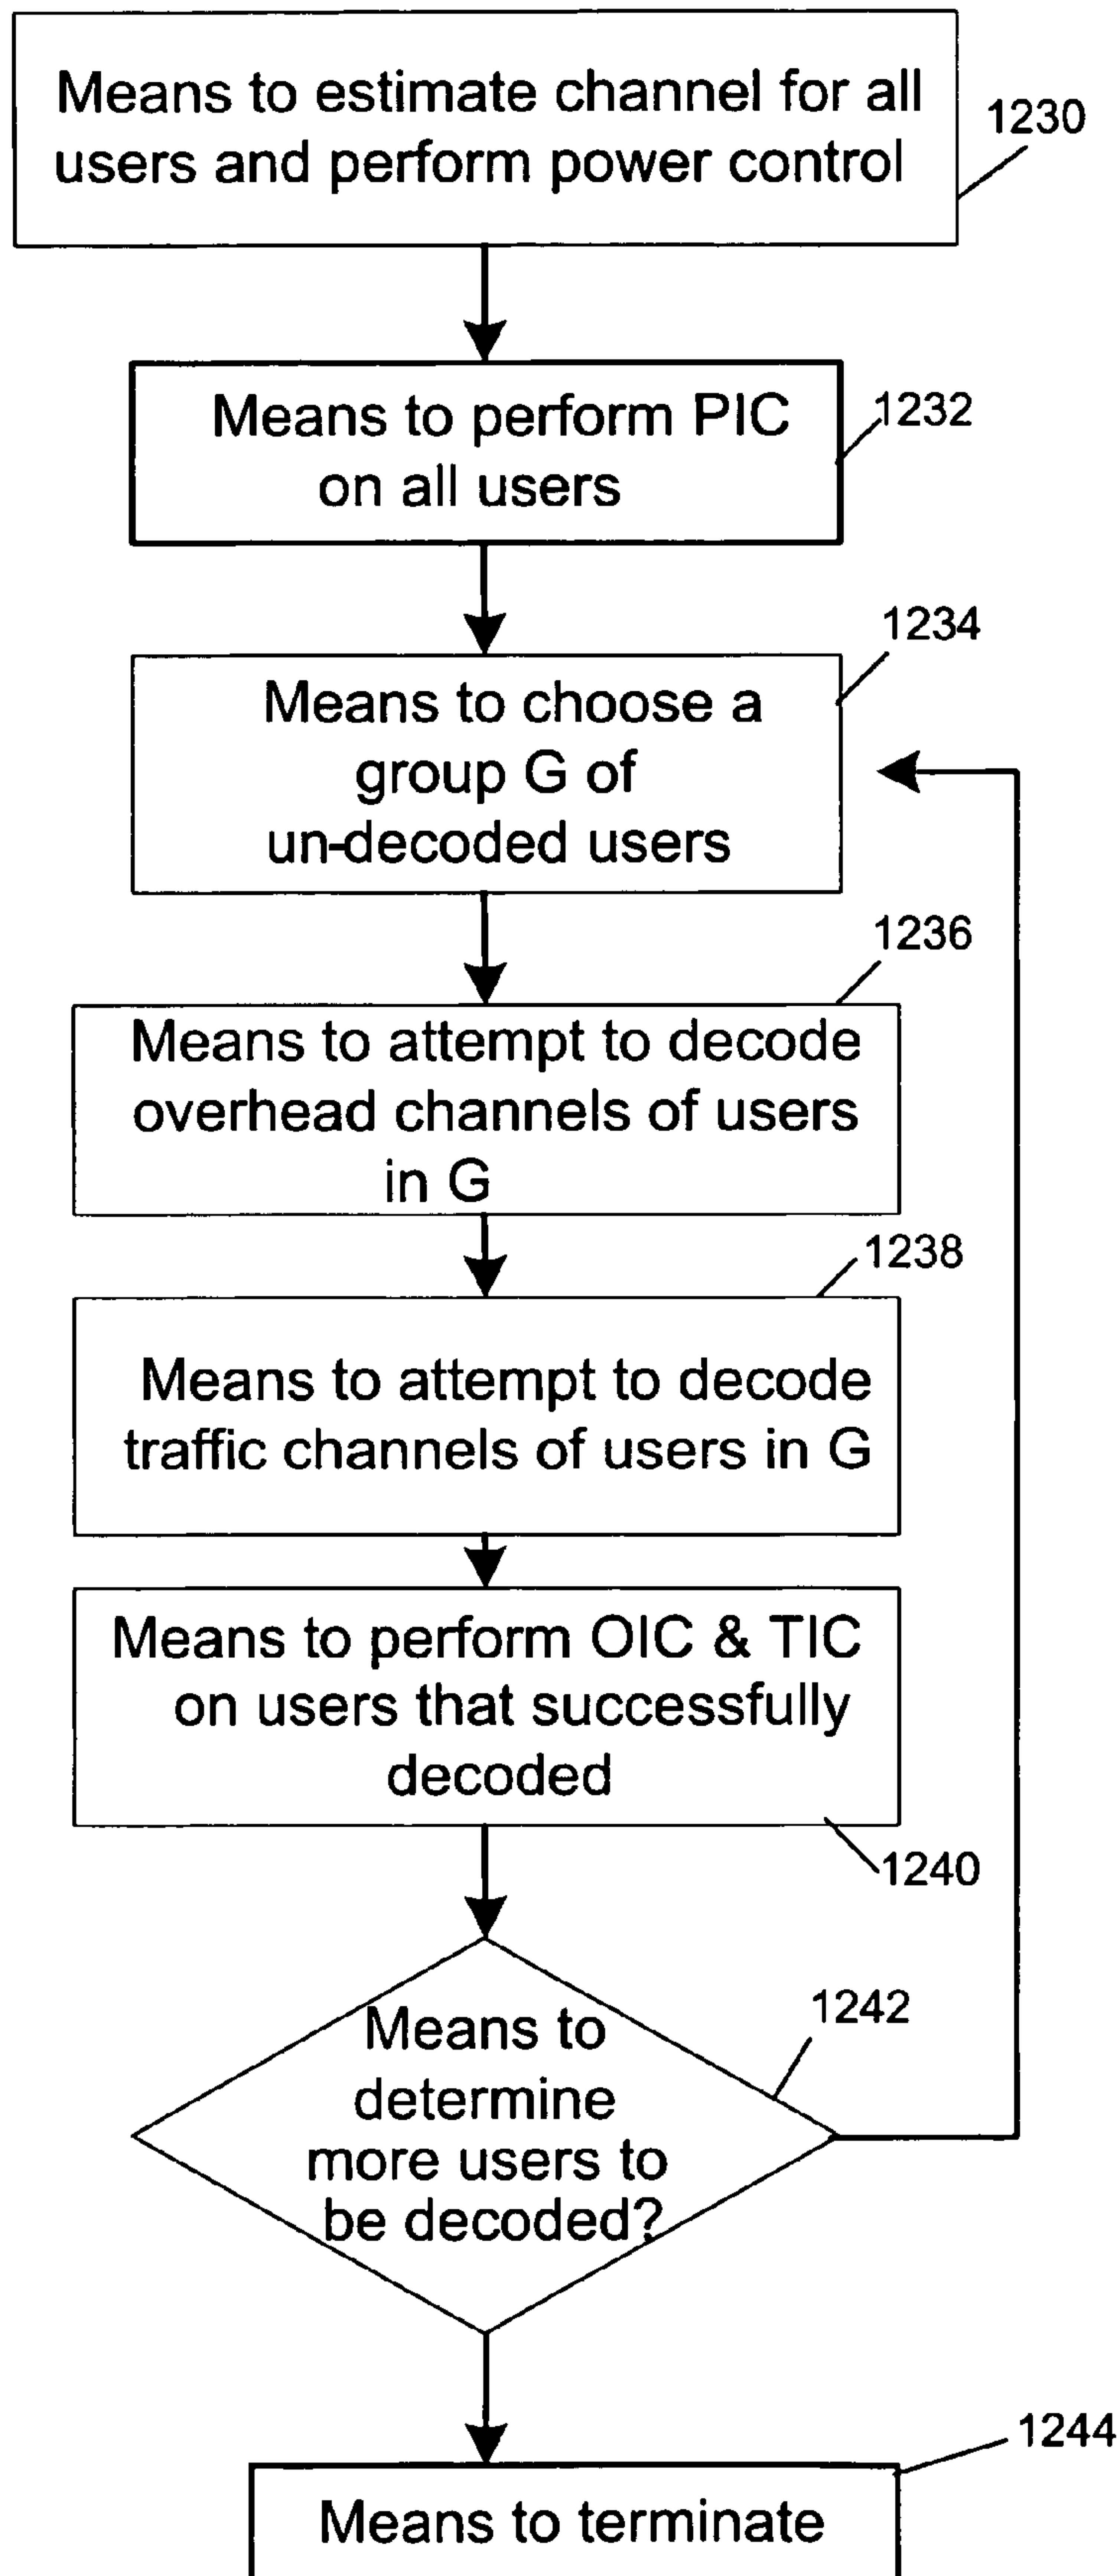 Means to estimate channel for all
users and perform power control
1230
Means to perform PIC
on all users
1232
1234
Means to choose a
group G of
un-decoded users
1236
Means to attempt to decode
overhead channels of users
in G
1238
Means to attempt to decode
traffic channels of users in G
Means to perform OIC & TIC
on users that successfully
decoded
1240
1242
Means to
determine
more users to
be decoded?
1244
Means to terminate